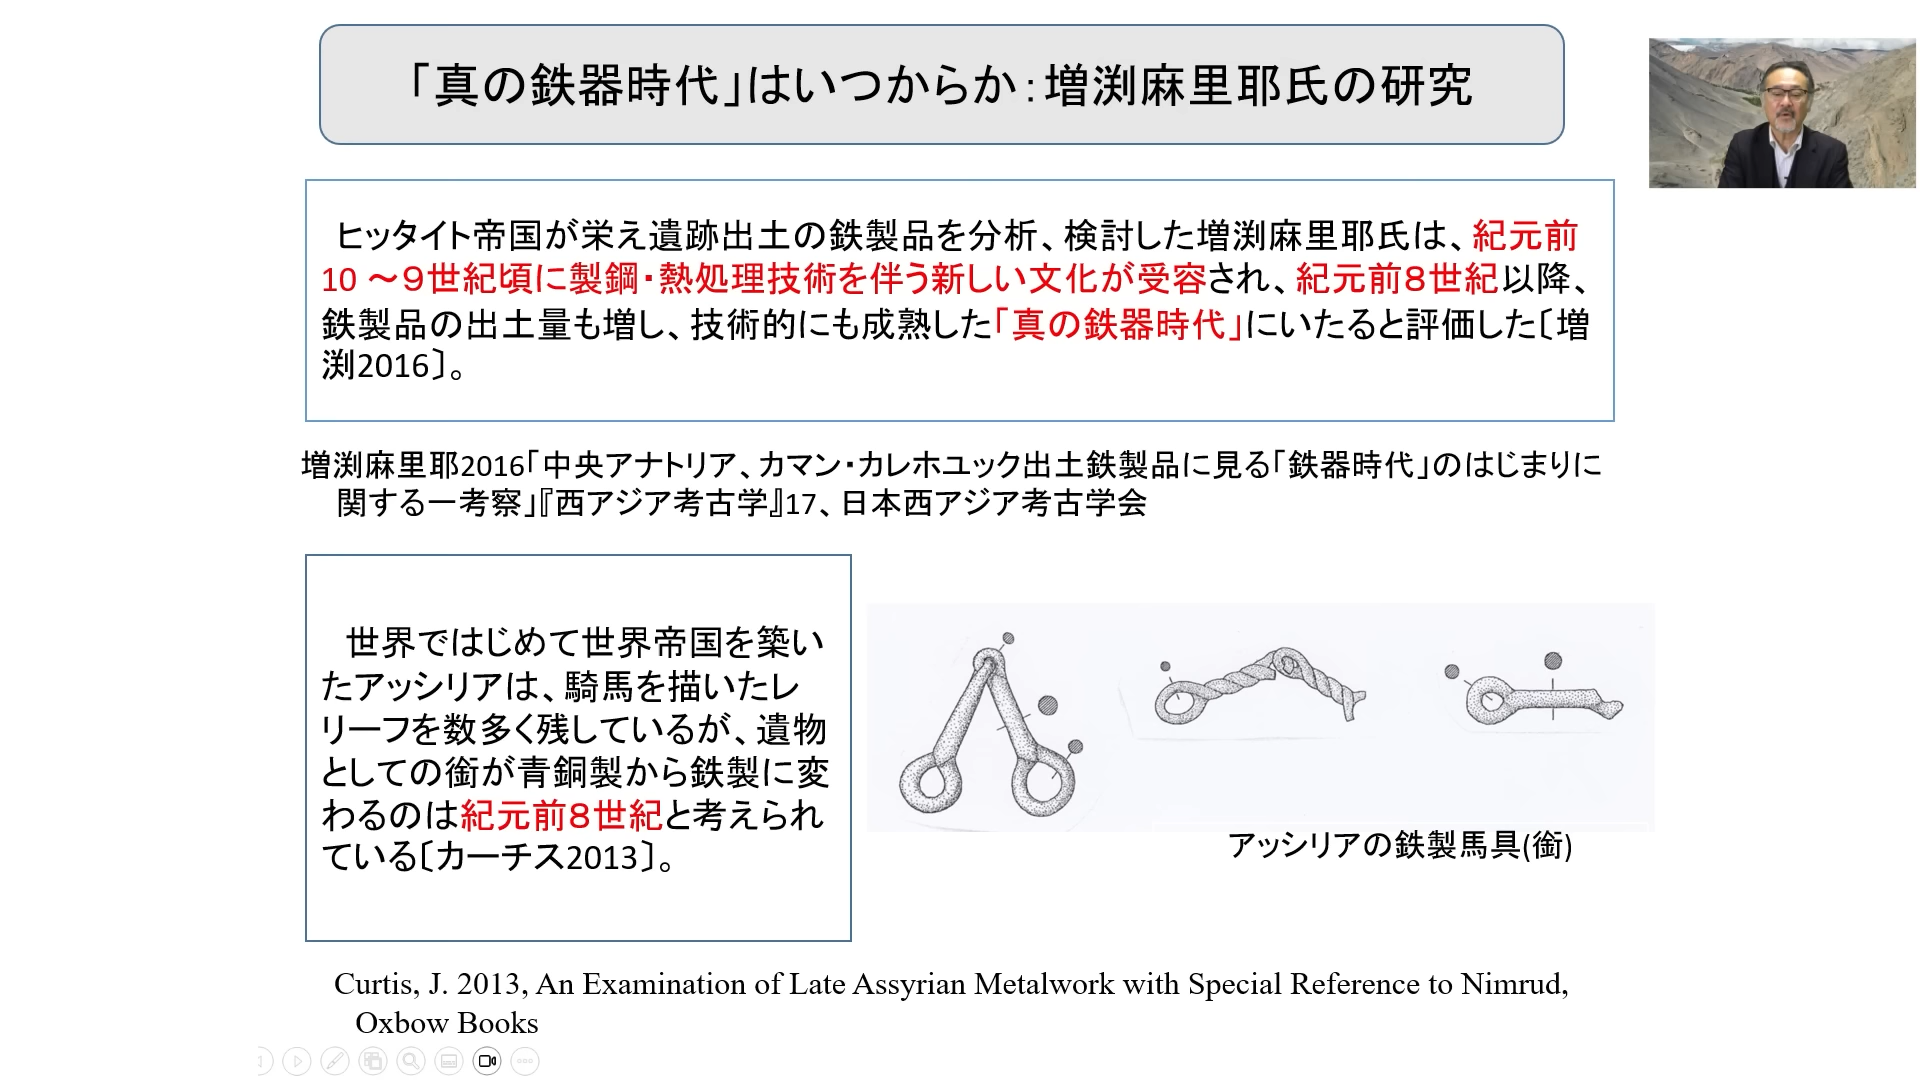 「真の鉄器時代」はいつからか：増渕麻里耶氏の研究
ヒッタイト帝国が栄え遺跡出土の鉄製品を分析、検討した増渕麻里耶氏は、紀元前
10 ～９世紀頃に製鋼・熱処理技術を伴う新しい文化が受容され、紀元前８世紀以降、
鉄製品の出土量も増し、技術的にも成熟した「真の鉄器時代」にいたると評価した〔増
渕2016〕。
増渕麻里耶2016「中央アナトリア、カマン・カレホユック出土鉄製品に見る「鉄器時代」のはじまりに
関する一考察」『西アジア考古学』17、日本西アジア考古学会
世界ではじめて世界帝国を築い
たアッシリアは、騎馬を描いたレ
リーフを数多く残しているが、遺物
としての銜が青銅製から鉄製に変
わるのは紀元前８世紀と考えられ
ている〔カーチス2013〕。
アッシリアの鉄製馬具(銜)
Curtis, J. 2013, An Examination of Late Assyrian Metalwork with Special Reference to Nimrud,
Oxbow Books